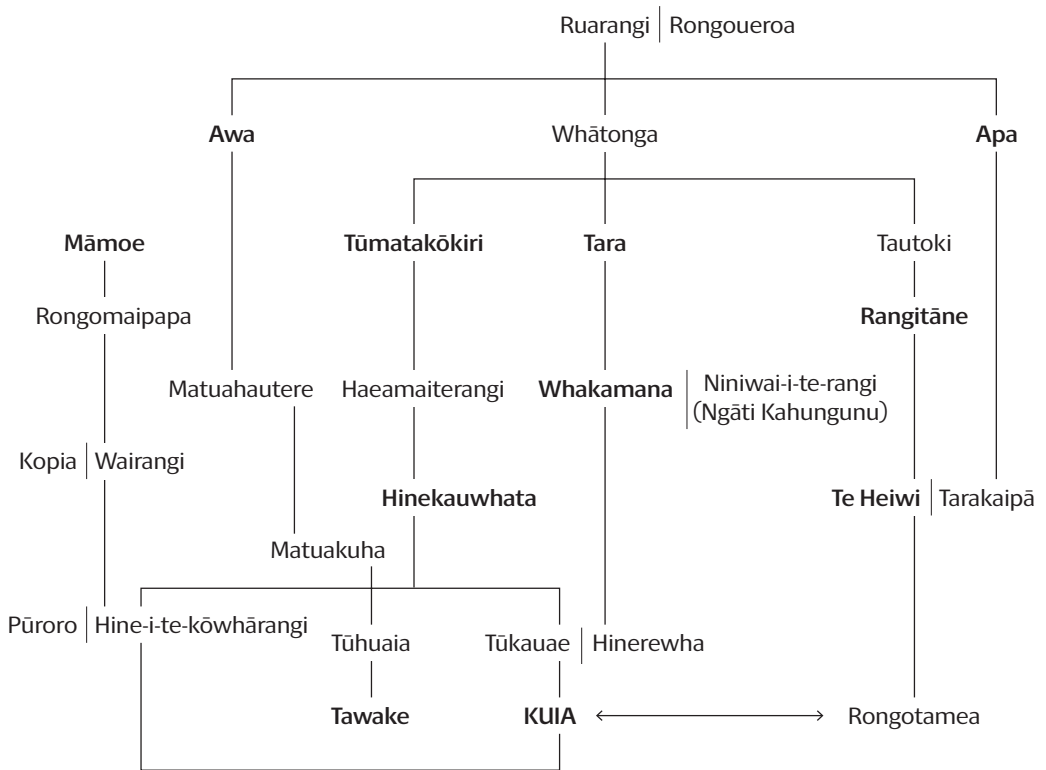 Ruarangi | Rongoueroa
Awa Whātonga Apa
Māmoe Tūmatakōkiri Tara Tautoki
Rongomaipapa Rangitāne
Matuahautere Haeamaiterangi Whakamana | Niniwai-i-te-rangi
(Ngāti Kahungunu)
Kopia | Wairangi
Hinekauwhata Te Heiwi | Tarakaipā
Matuakuha
Pūroro | Hine-i-te-kōwhārangi
Tūhuaia Tūkauae | Hinerewha
Tawake KUIA Rongotamea